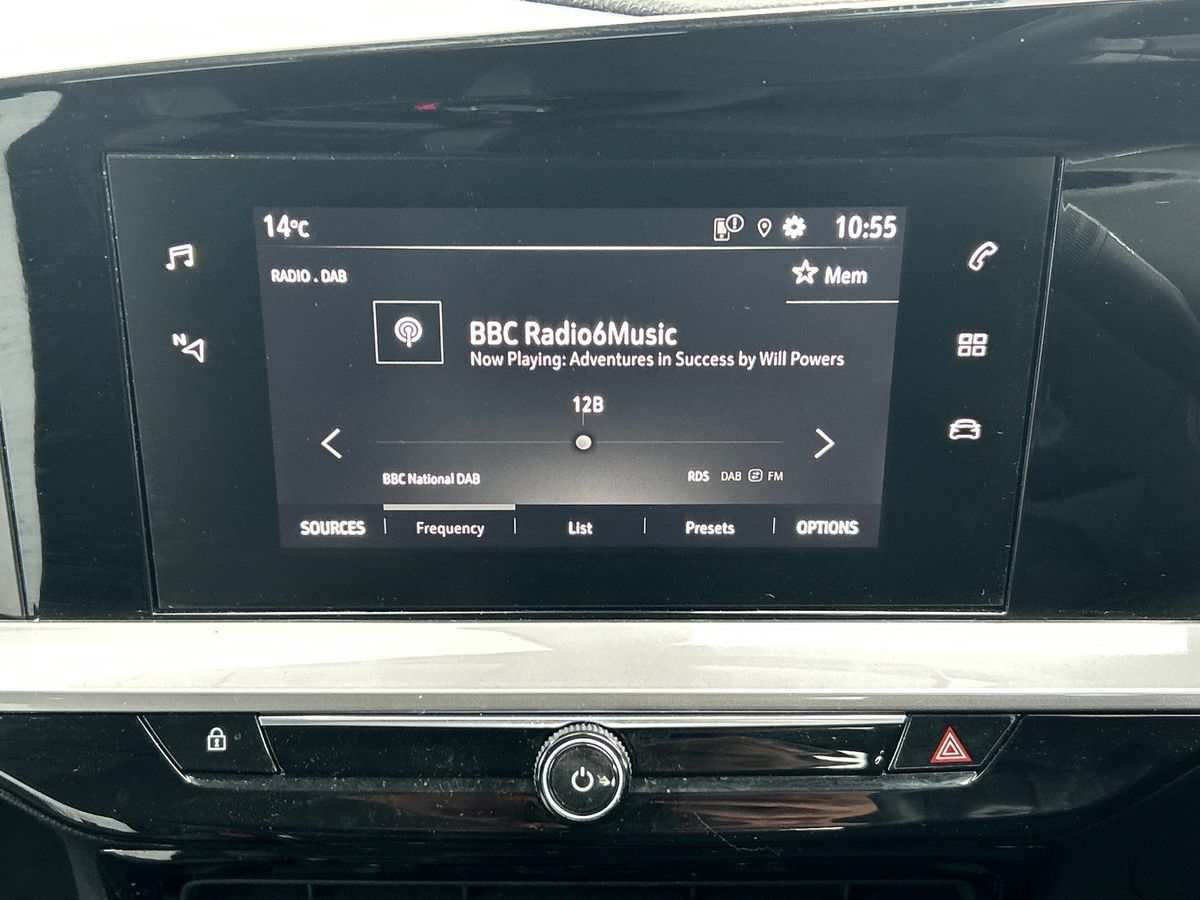 14°C 10:55
RADIO . DAB Mem
BBC Radio6Music
Now Playing: Adventures in Success by Will Powers
12B
BBC National DAB RDS DAB FM
SOURCES Frequency List Presets OPTIONS
N